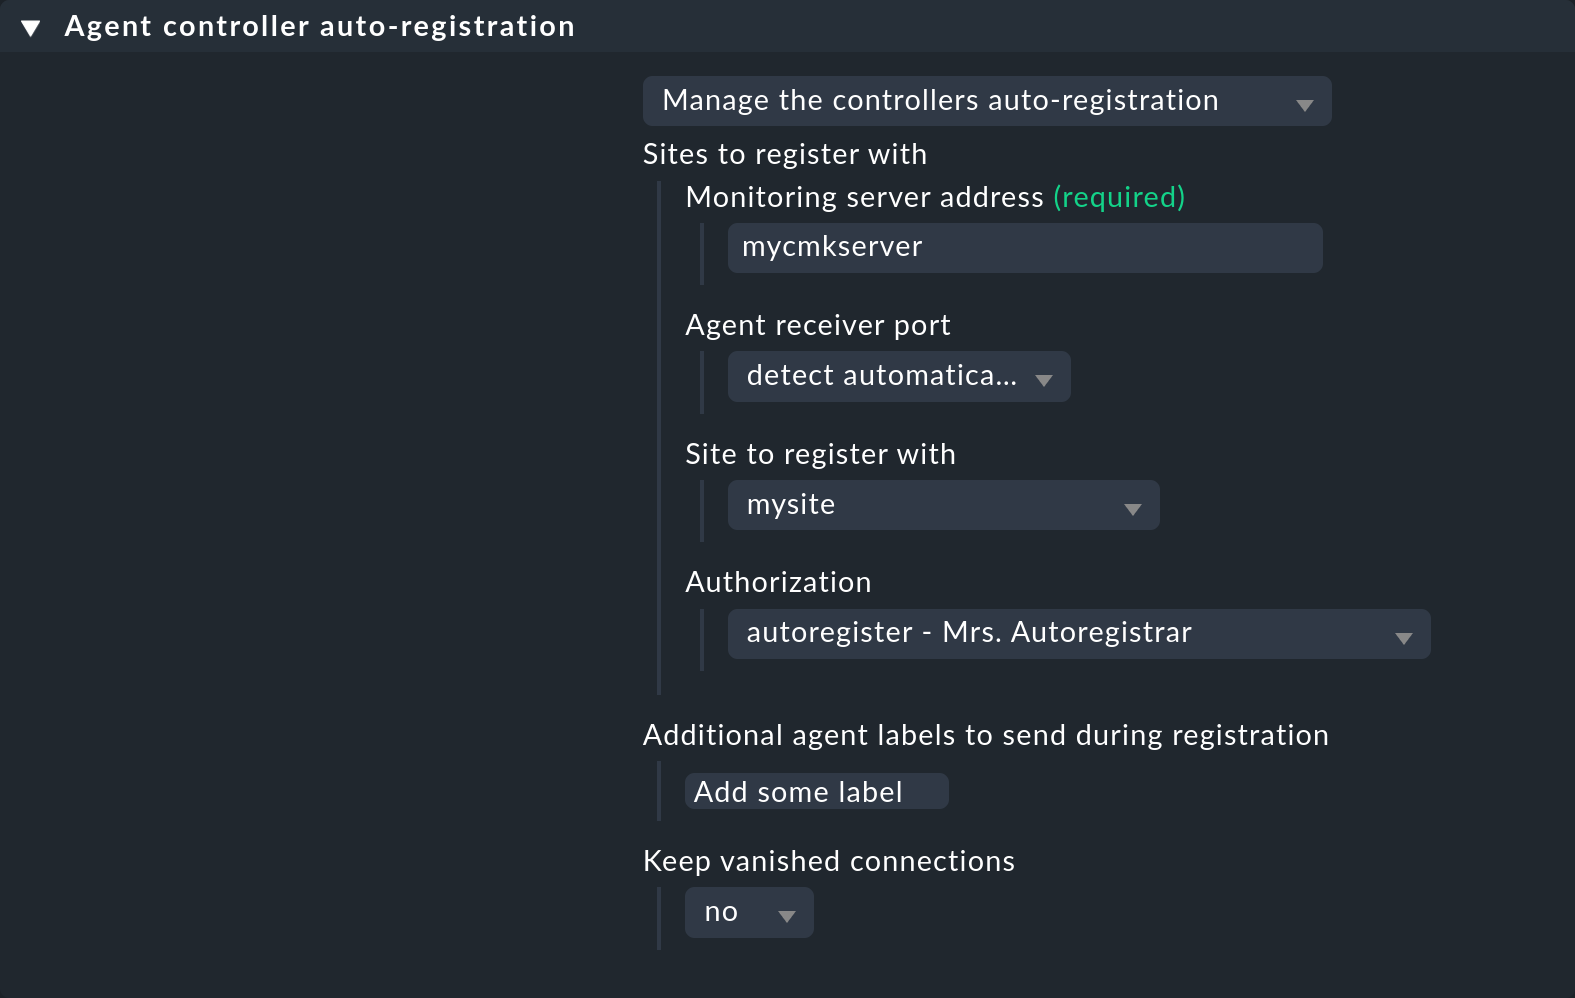 Agent controller auto-registration
Manage the controllers auto-registration
Sites to register with
Monitoring server address (required)
mycmkserver
Agent receiver port
detect automatica...
Site to register with
mysite
Authorization
autoregister - Mrs. Autoregistrar
Additional agent labels to send during registration
Add some label
Keep vanished connections
no